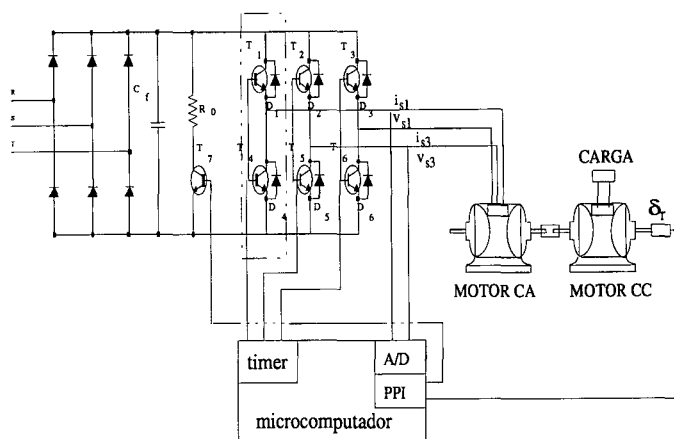 T 1
T 2
T 3
R
S
T
C f
R 0
D 1
D 2
D 3
i s1
v s1
i s3
v s3
T 7
T 4
T 5
T 6
D 4
D 5
D 6
CARGA
δ r
MOTOR CA
MOTOR CC
timer
A/D
PPI
microcomputador